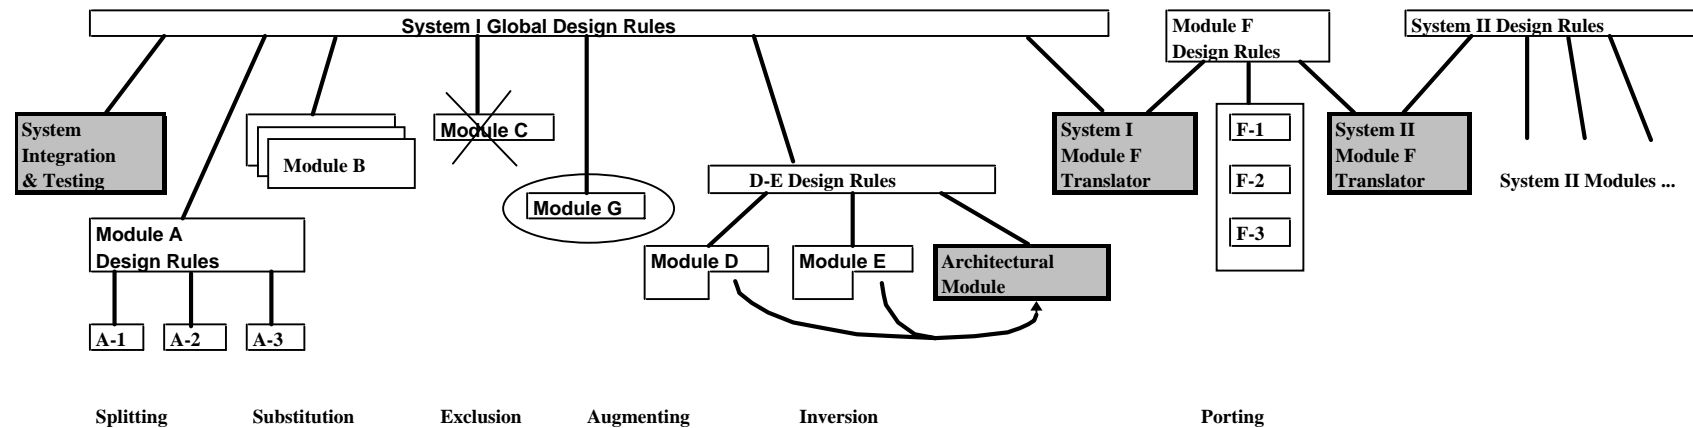 System I Global Design Rules
Module F
Design Rules
System II Design Rules
System
Integration
& Testing
Module B
Module C
Module G
D-E Design Rules
System I
Module F
Translator
F-1
F-2
F-3
System II
Module F
Translator
System II Modules ...
Module A
Design Rules
Module D
Module E
Architectural
Module
A-1
A-2
A-3
Splitting
Substitution
Exclusion
Augmenting
Inversion
Porting